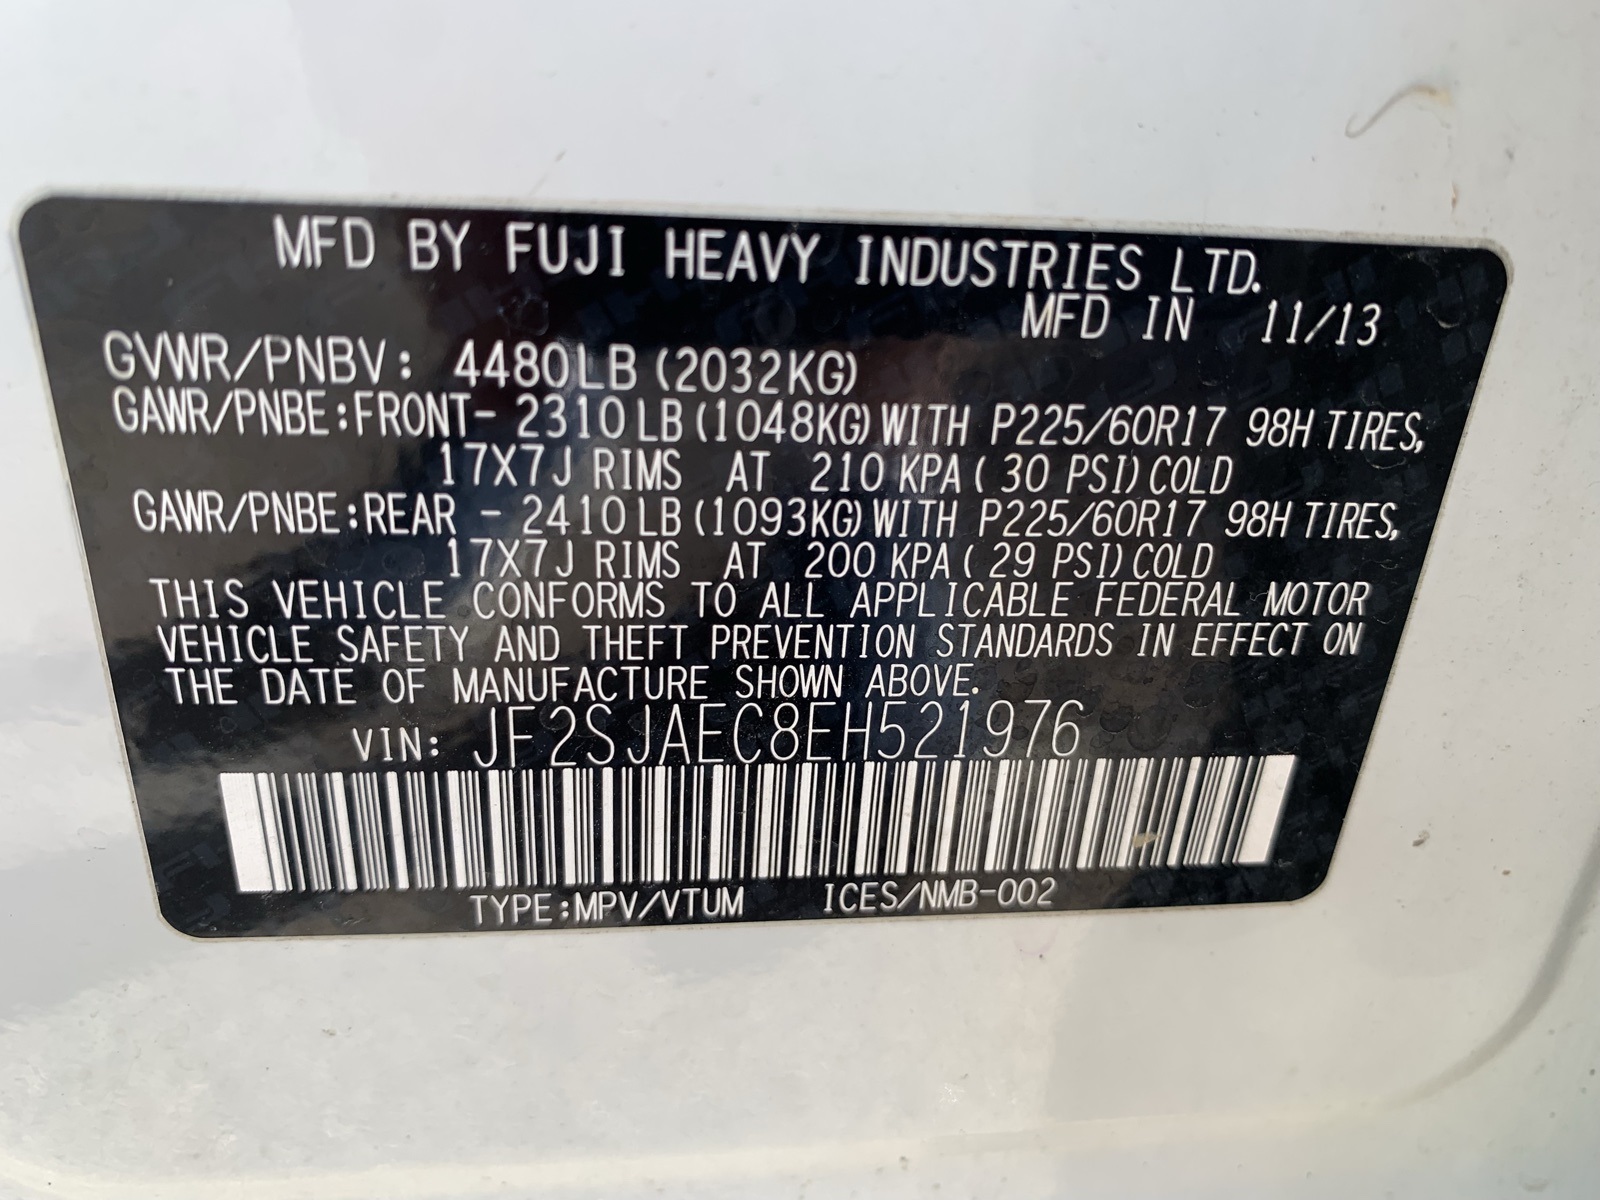 MFD BY FUJI HEAVY INDUSTRIES LTD.
MFD IN 11/13
GVWR/PNBV: 4480LB (2032KG)
GAWR/PNBE:FRONT- 2310LB(1048KG)WITH P225/60R17 98H TIRES,
17X7J RIMS AT 210 KPA( 30 PSI)COLD
GAWR/PNBE:REAR - 2410LB(1093KG)WITH P225/60R17 98H TIRES,
17X7J RIMS AT 200 KPA( 29 PSI)COLD
THIS VEHICLE CONFORMS TO ALL APPLICABLE FEDERAL MOTOR
VEHICLE SAFETY AND THEFT PREVENTION STANDARDS IN EFFECT ON
THE DATE OF MANUFACTURE SHOWN ABOVE.
VIN: JF2SJAEC8EH521976
TYPE:MPV/VTUM ICES/NMB-002